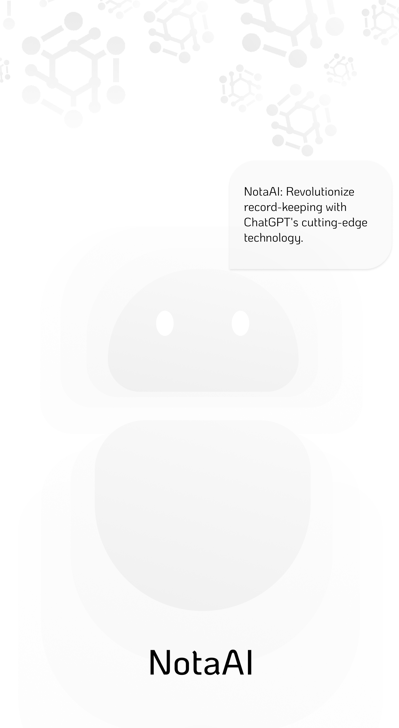 NotaAI: Revolutionize
record-keeping with
ChatGPT's cutting-edge
technology.
NotaAI